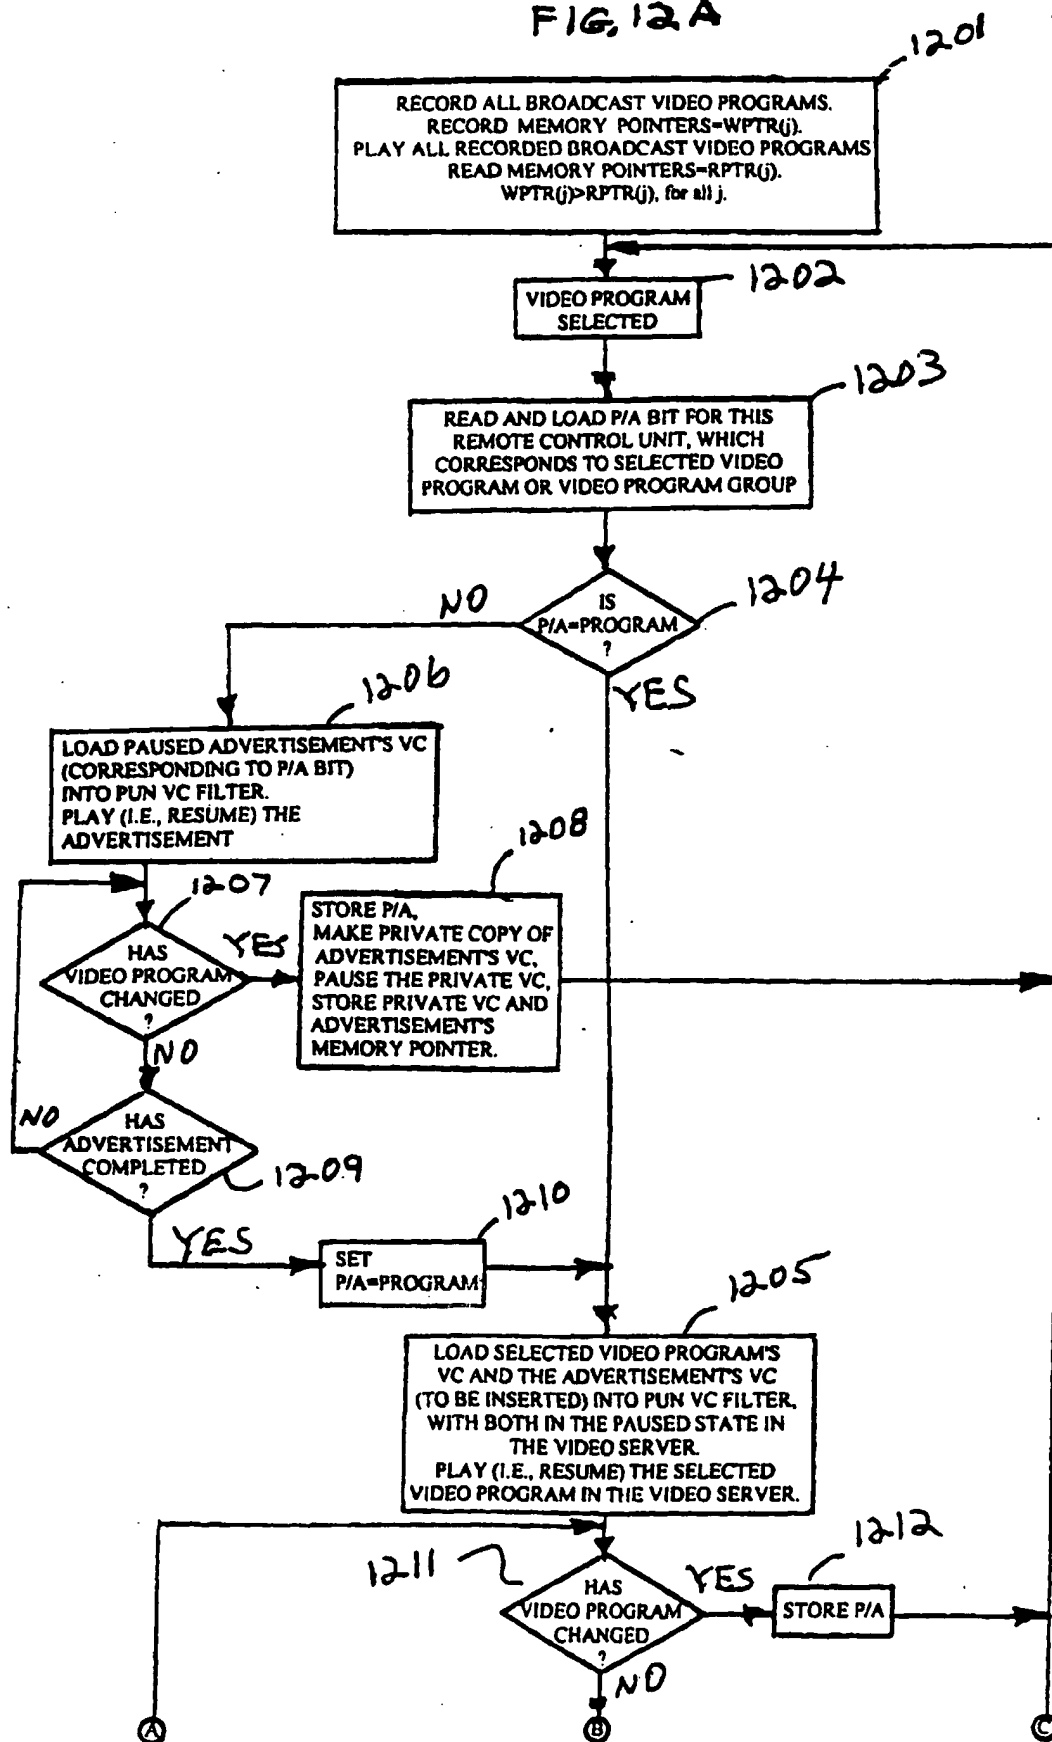 FIG. 12A
1201
RECORD ALL BROADCAST VIDEO PROGRAMS.
RECORD MEMORY POINTERS=WPTR(j).
PLAY ALL RECORDED BROADCAST VIDEO PROGRAMS
READ MEMORY POINTERS=RPTR(j).
WPTR(j)>RPTR(j), for all j.
1202
VIDEO PROGRAM
SELECTED
1203
READ AND LOAD P/A BIT FOR THIS
REMOTE CONTROL UNIT, WHICH
CORRESPONDS TO SELECTED VIDEO
PROGRAM OR VIDEO PROGRAM GROUP
1204
IS
P/A=PROGRAM
?
NO
YES
1206
LOAD PAUSED ADVERTISEMENT'S VC
(CORRESPONDING TO P/A BIT)
INTO PUN VC FILTER.
PLAY (I.E., RESUME) THE
ADVERTISEMENT
1207
HAS
VIDEO PROGRAM
CHANGED
?
YES
NO
1208
STORE P/A,
MAKE PRIVATE COPY OF
ADVERTISEMENT'S VC,
PAUSE THE PRIVATE VC,
STORE PRIVATE VC AND
ADVERTISEMENT'S
MEMORY POINTER.
NO
HAS
ADVERTISEMENT
COMPLETED
?
1209
YES
1210
SET
P/A=PROGRAM
1205
LOAD SELECTED VIDEO PROGRAM'S
VC AND THE ADVERTISEMENT'S VC
(TO BE INSERTED) INTO PUN VC FILTER,
WITH BOTH IN THE PAUSED STATE IN
THE VIDEO SERVER.
PLAY (I.E., RESUME) THE SELECTED
VIDEO PROGRAM IN THE VIDEO SERVER.
1211
HAS
VIDEO PROGRAM
CHANGED
?
YES
NO
1212
STORE P/A
A
B
C